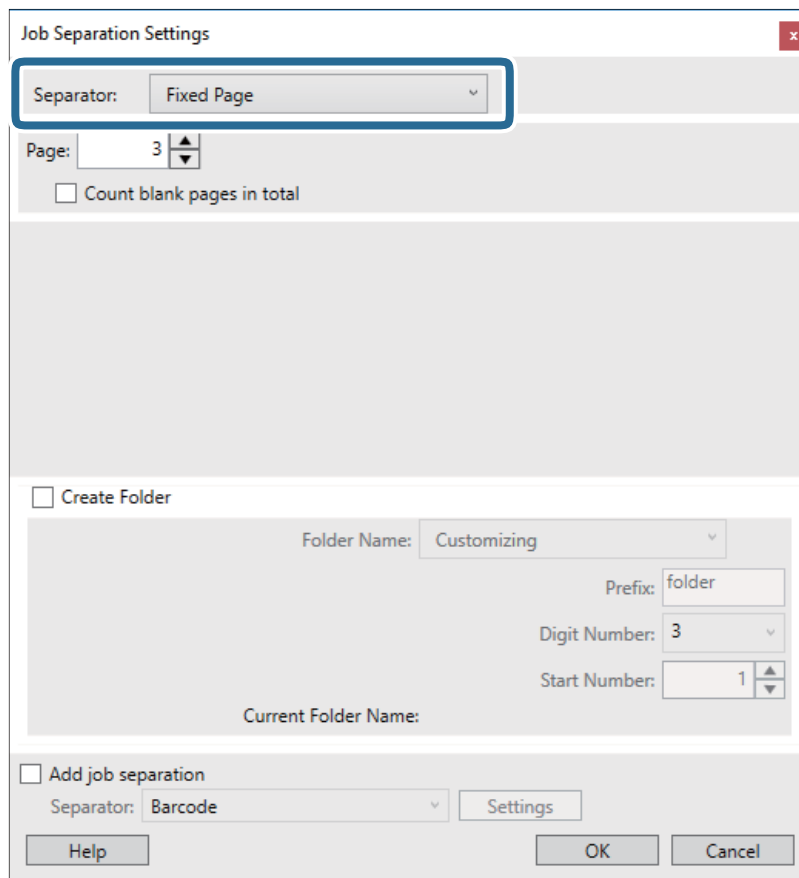 Job Separation Settings
x
Separator: Fixed Page
Page: 3
Count blank pages in total
Create Folder
Folder Name: Customizing
Prefix: folder
Digit Number: 3
Start Number: 1
Current Folder Name:
Add job separation
Separator: Barcode Settings
Help OK Cancel